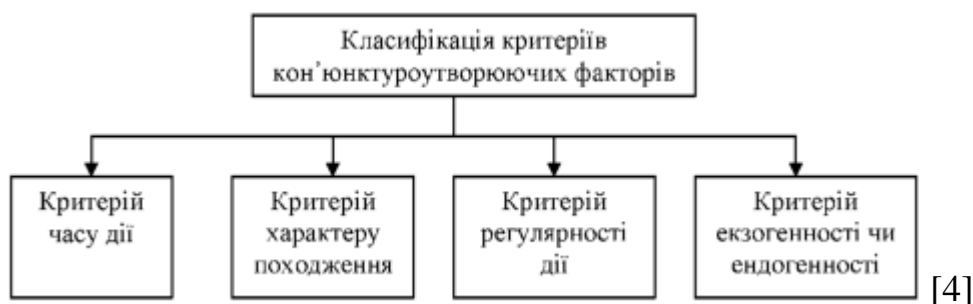 Класифікація критеріїв
кон’юнктуроутворюючих факторів
Критерій
часу дії
Критерій
характеру
походження
Критерій
регулярності
дії
Критерій
екзогенності чи
ендогенності
[4]